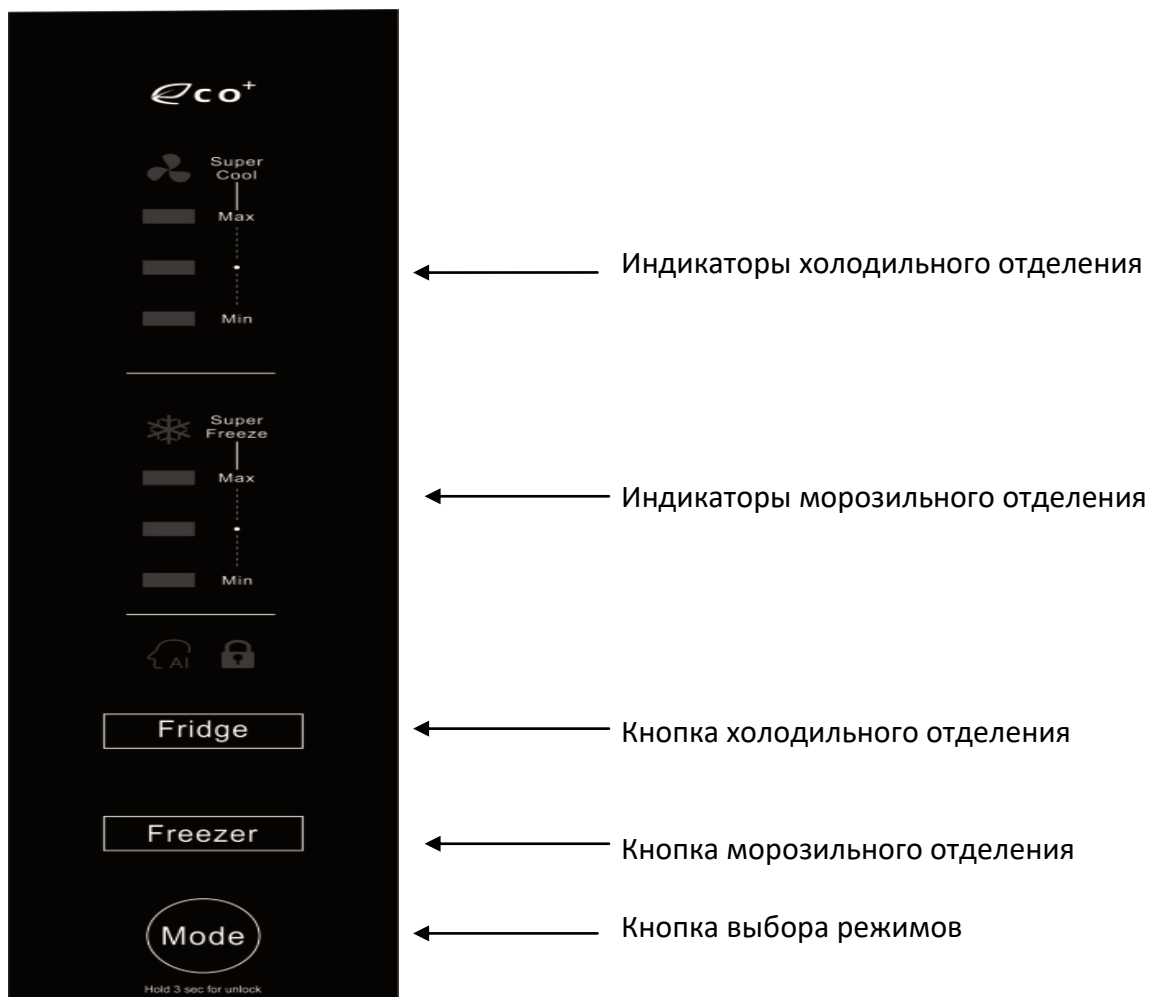 eco+
Super
Cool
Max
Min
Индикаторы холодильного отделения
Super
Freeze
Max
Min
Индикаторы морозильного отделения
AI
Fridge
Кнопка холодильного отделения
Freezer
Кнопка морозильного отделения
Mode
Кнопка выбора режимов
Hold 3 sec for unlock